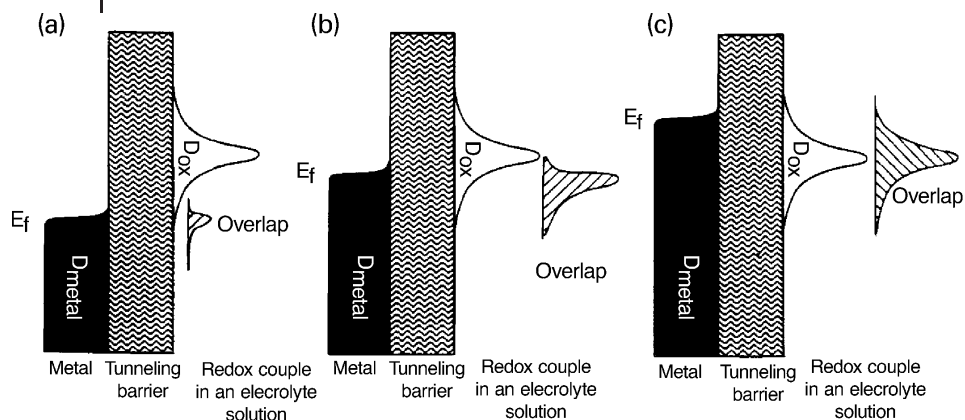 (a)
(b)
(c)
Ef
Dox
Overlap
Dmetal
Metal
Tunneling
barrier
Redox couple
in an elecrolyte
solution
Ef
Dox
Overlap
Dmetal
Metal
Tunneling
barrier
Redox couple
in an elecrolyte
solution
Ef
Dox
Overlap
Dmetal
Metal
Tunneling
barrier
Redox couple
in an elecrolyte
solution